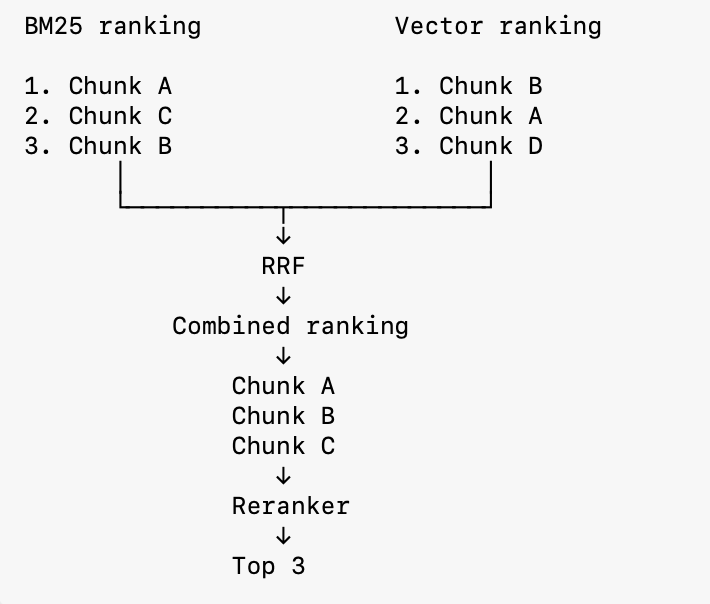 BM25 ranking Vector ranking
1. Chunk A 1. Chunk B
2. Chunk C 2. Chunk A
3. Chunk B 3. Chunk D
↓
RRF
↓
Combined ranking
↓
Chunk A
Chunk B
Chunk C
↓
Reranker
↓
Top 3